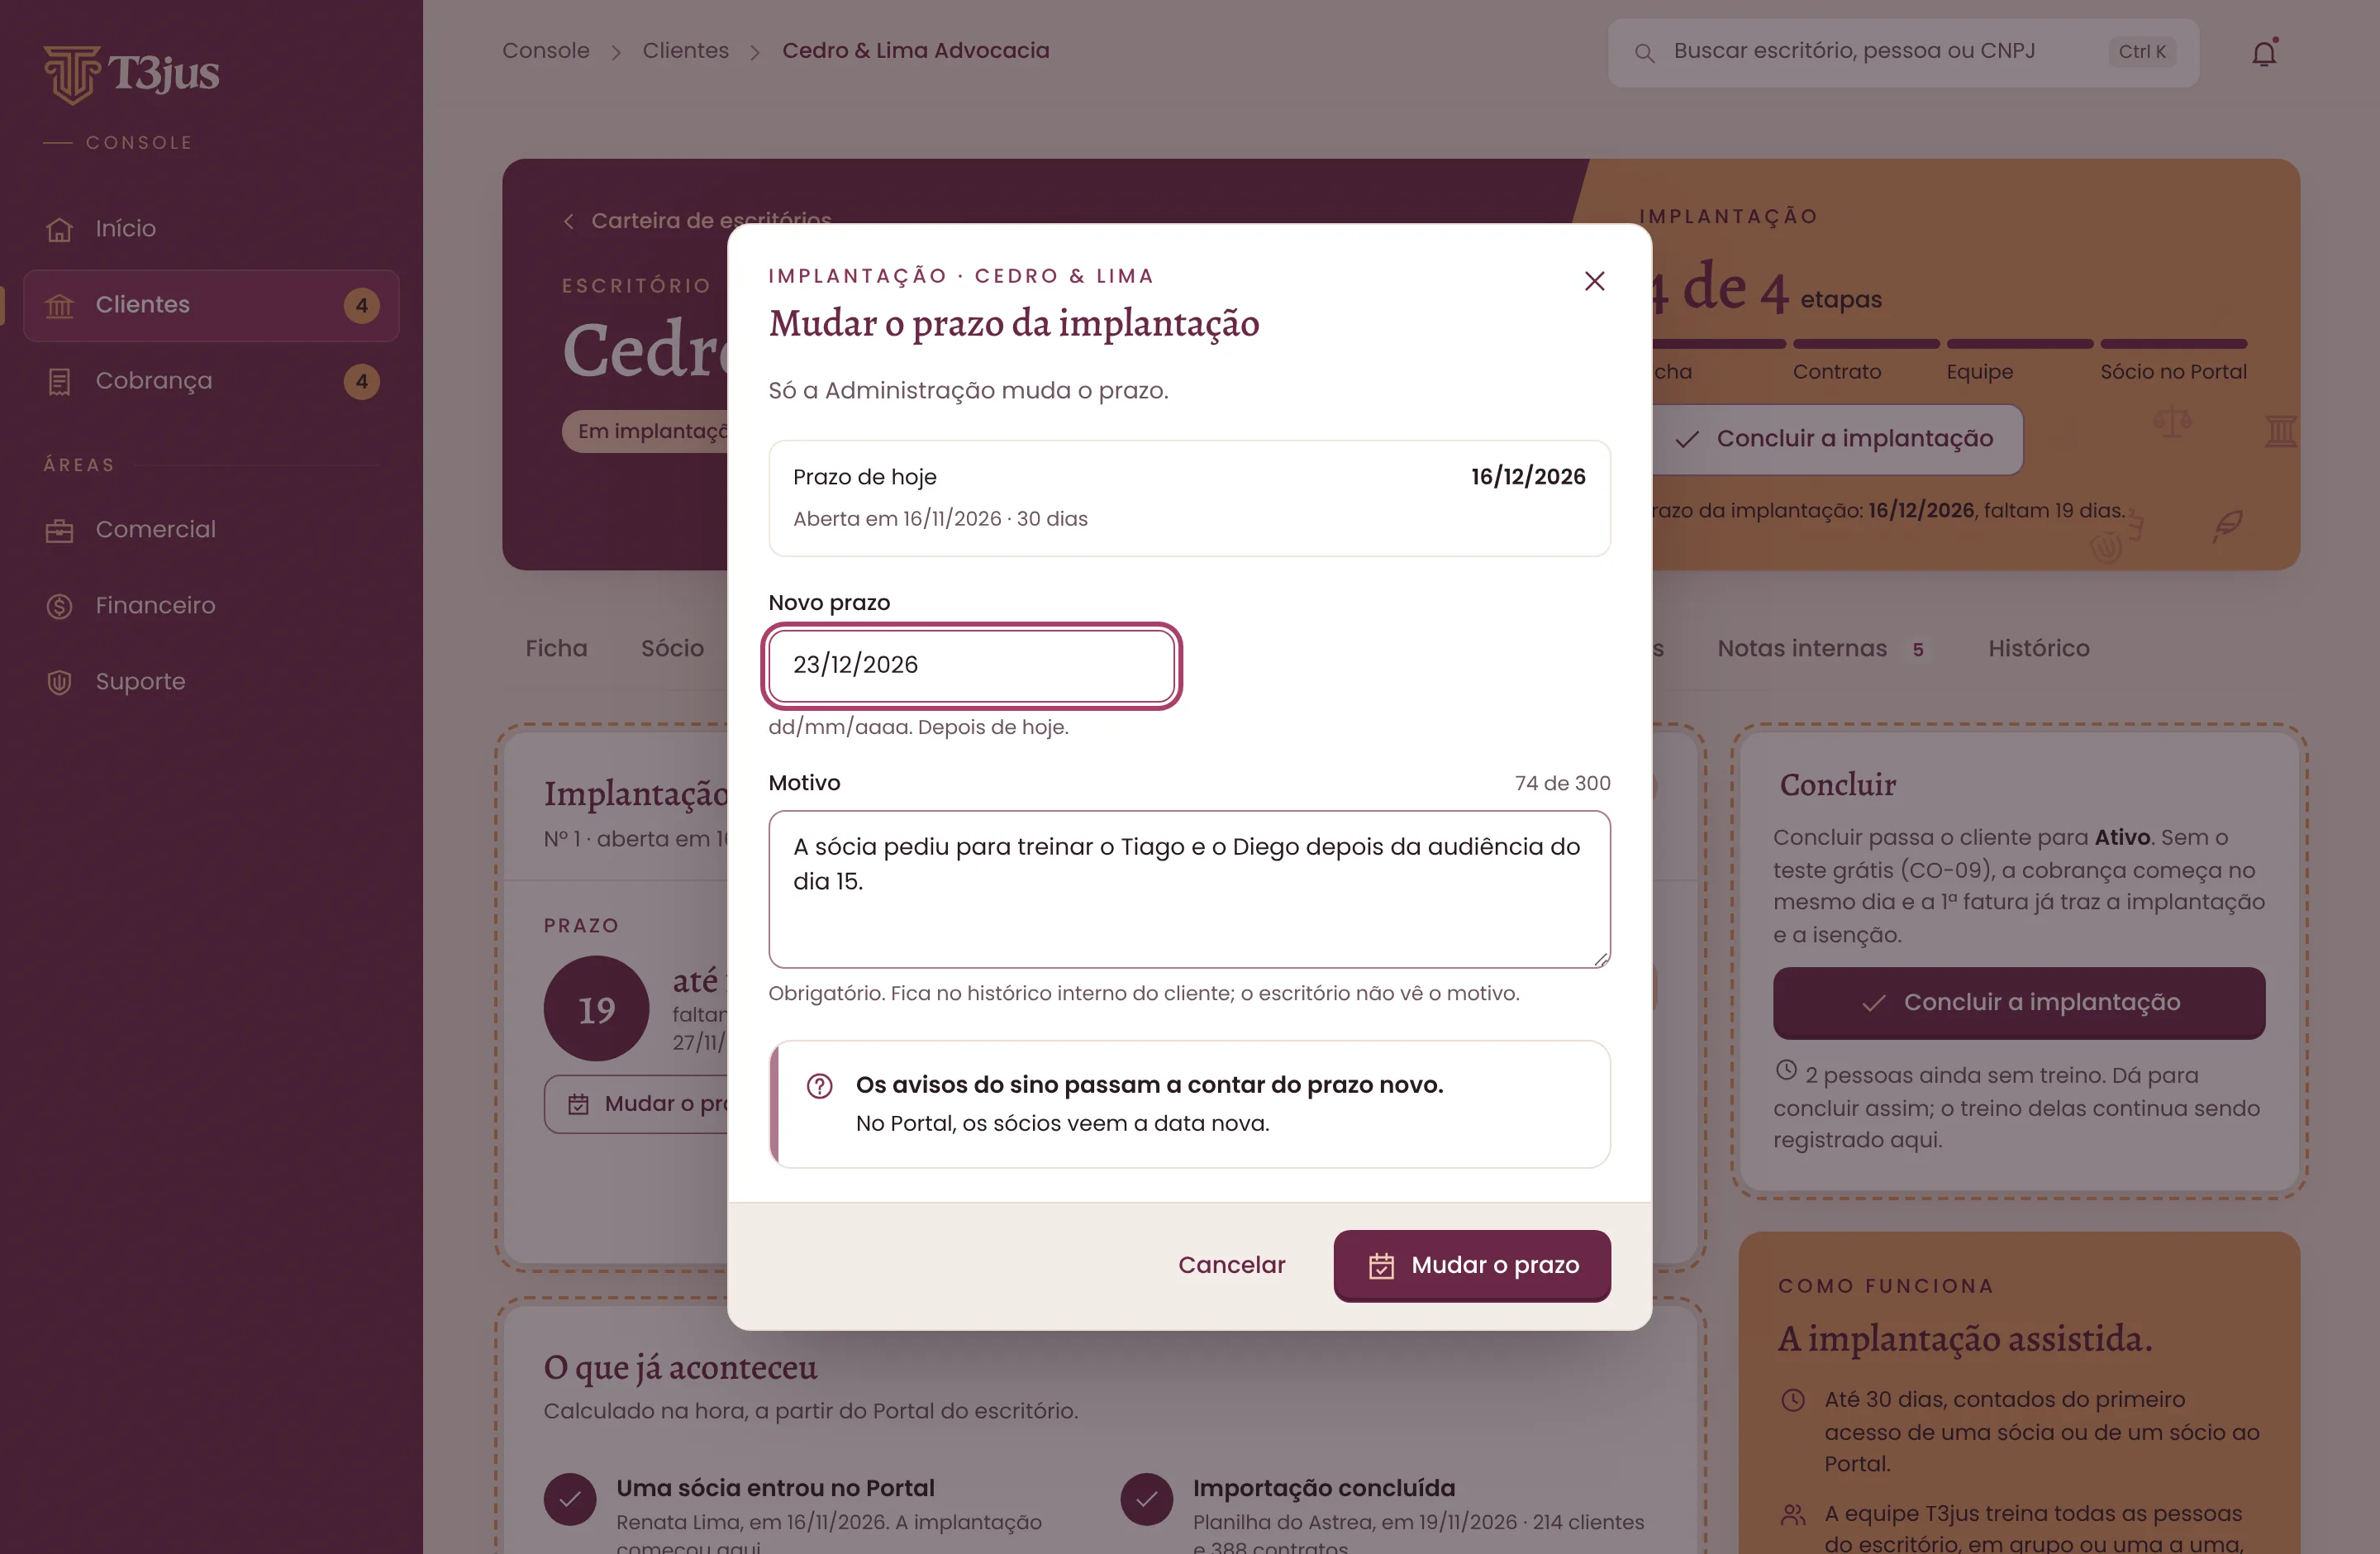 T3jus
CONSOLE
Início
Clientes 4
Cobrança 4
ÁREAS
Comercial
Financeiro
Suporte
Console > Clientes > Cedro & Lima Advocacia
Buscar escritório, pessoa ou CNPJ Ctrl K
Carteira de escritórios
ESCRITÓRIO
Cedro
Em implantaç
IMPLANTAÇÃO
4 de 4 etapas
cha Contrato Equipe Sócio no Portal
Concluir a implantação
razo da implantação: 16/12/2026, faltam 19 dias.
Ficha Sócio
s Notas internas 5 Histórico
IMPLANTAÇÃO · CEDRO & LIMA
Mudar o prazo da implantação
Só a Administração muda o prazo.
Prazo de hoje 16/12/2026
Aberta em 16/11/2026 · 30 dias
Novo prazo
23/12/2026
dd/mm/aaaa. Depois de hoje.
Motivo 74 de 300
A sócia pediu para treinar o Tiago e o Diego depois da audiência do
dia 15.
Obrigatório. Fica no histórico interno do cliente; o escritório não vê o motivo.
Os avisos do sino passam a contar do prazo novo.
No Portal, os sócios veem a data nova.
Cancelar Mudar o prazo
Implantação
Nº 1 · aberta em 1
PRAZO
19
até
faltan
27/11/
Mudar o pr
Concluir
Concluir passa o cliente para Ativo. Sem o
teste grátis (CO-09), a cobrança começa no
mesmo dia e a 1ª fatura já traz a implantação
e a isenção.
Concluir a implantação
2 pessoas ainda sem treino. Dá para
concluir assim; o treino delas continua sendo
registrado aqui.
O que já aconteceu
Calculado na hora, a partir do Portal do escritório.
Uma sócia entrou no Portal
Renata Lima, em 16/11/2026. A implantação
começou aqui
Importação concluída
Planilha do Astrea, em 19/11/2026 · 214 clientes
e 388 contratos
COMO FUNCIONA
A implantação assistida.
Até 30 dias, contados do primeiro
acesso de uma sócia ou de um sócio ao
Portal.
A equipe T3jus treina todas as pessoas
do escritório, em grupo ou uma a uma,